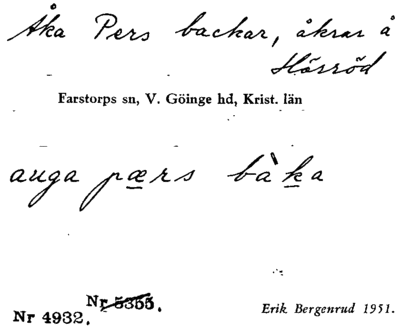 Åka Pers backar, åkrar å
Hörröd
Farstorps sn, V. Göinge hd, Krist. län
auga pærs bàka
Nr 5355.
Nr 4932.
Erik Bergenrud 1951.